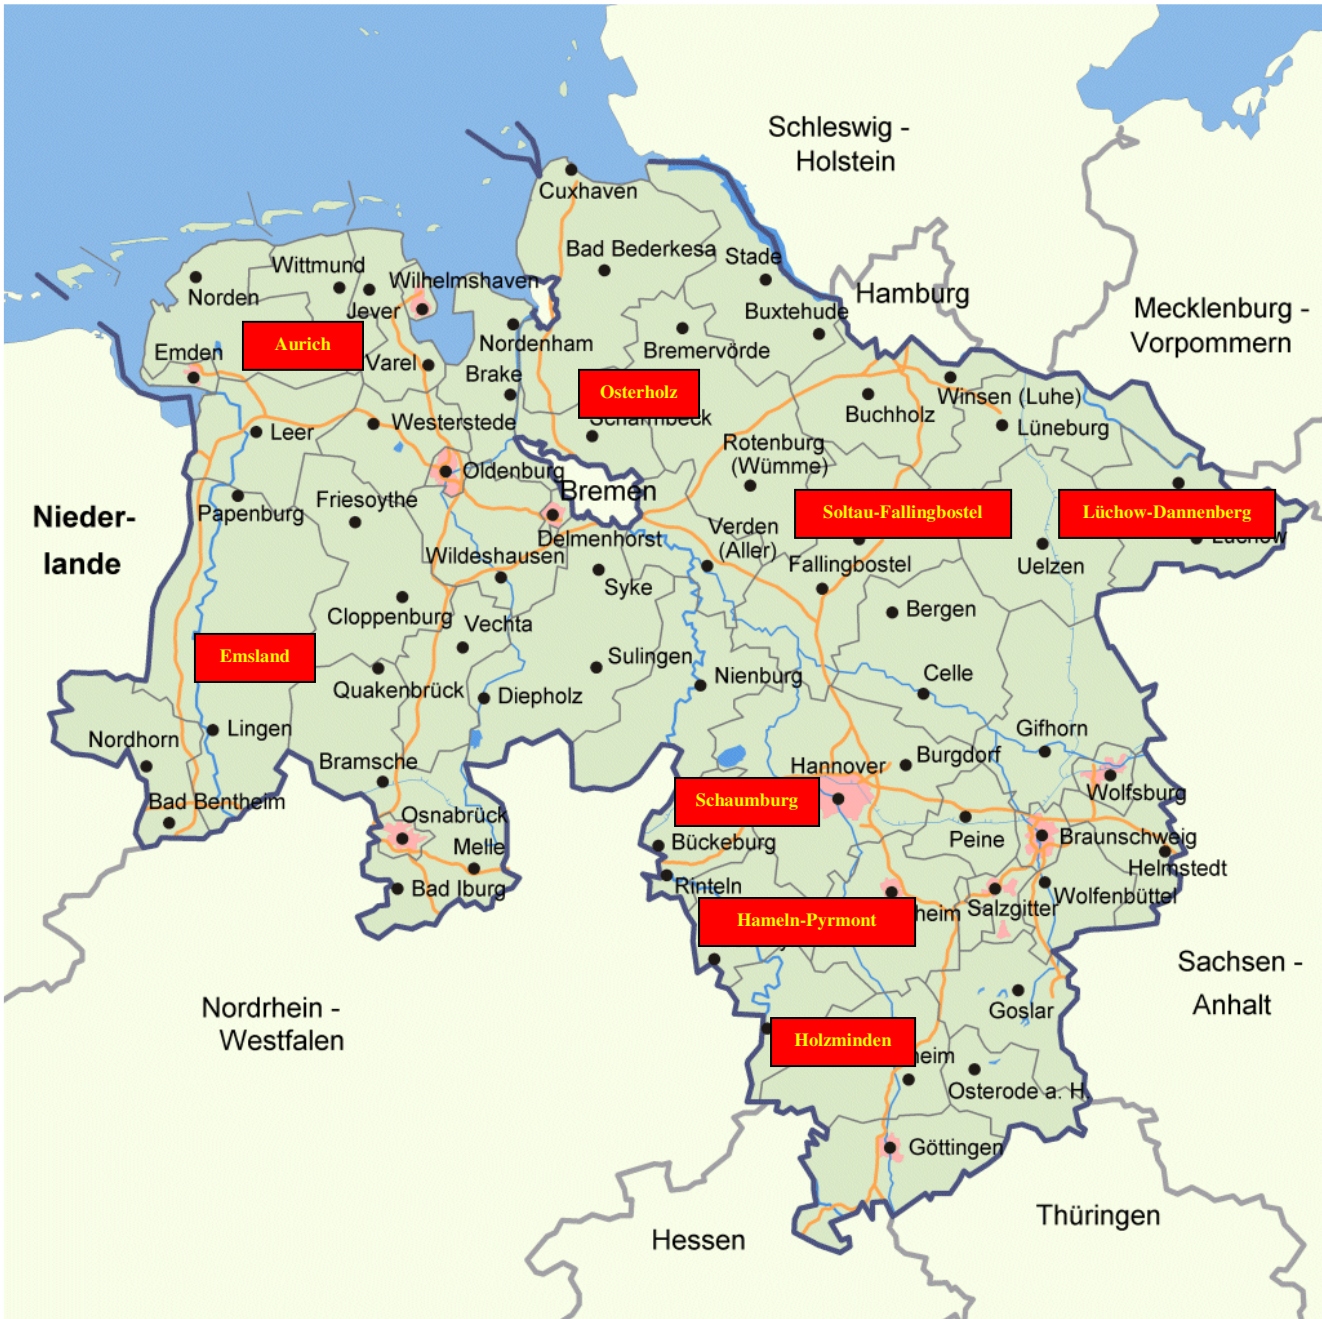 Schleswig -
Holstein
Cuxhaven
Bad Bederkesa
Stade
Wittmund
Wilhelmshaven
Norden
Jever
Hamburg
Buxtehude
Mecklenburg -
Vorpommern
Nordenham
Bremervörde
Aurich
Emden
Varel
Brake
Osterholz
Winsen (Luhe)
Buchholz
Scharmbeck
Westerstede
Leer
Lüneburg
Rotenburg
(Wümme)
Oldenburg
Bremen
Friesoythe
Papenburg
Nieder-
lande
Soltau-Fallingbostel
Lüchow-Dannenberg
Verden
(Aller)
Delmenhorst
Lüchow
Wildeshausen
Fallingbostel
Uelzen
Syke
Bergen
Cloppenburg
Vechta
Emsland
Sulingen
Quakenbrück
Diepholz
Nienburg
Celle
Lingen
Gifhorn
Nordhorn
Bramsche
Hannover
Burgdorf
Wolfsburg
Bad Bentheim
Schaumburg
Osnabrück
Peine
Braunschweig
Bückeburg
Melle
Helmstedt
Bad Iburg
Rinteln
Wolfenbüttel
heim
Salzgitter
Hameln-Pyrmont
Sachsen -
Anhalt
Nordrhein -
Westfalen
Goslar
Holzminden
heim
Osterode a. H.
Göttingen
Thüringen
Hessen